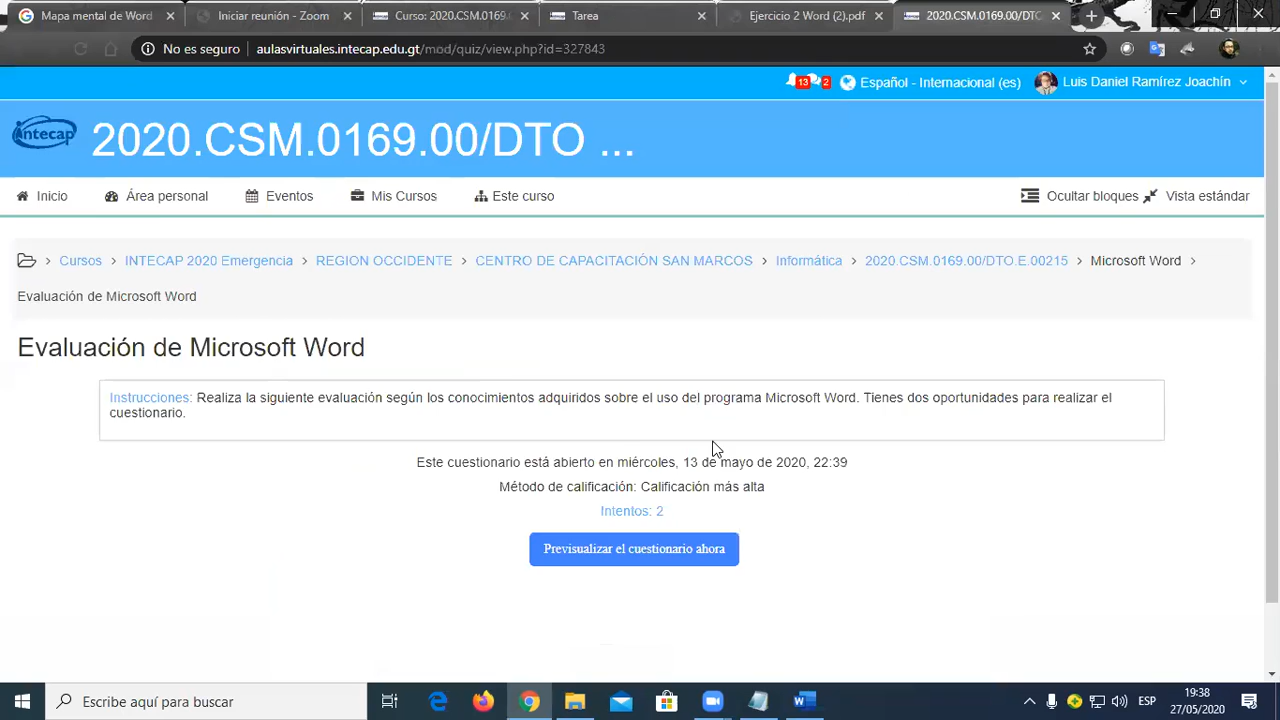 Mapa mental de Word
Iniciar reunión - Zoom
Curso: 2020.CSM.0169.
Tarea
Ejercicio 2 Word (2).pdf
2020.CSM.0169.00/DTO
No es seguro
aulasvirtuales.intecap.edu.gt/mod/quiz/view.php?id=327843
13
2
Español - Internacional (es)
Luis Daniel Ramírez Joachín
intecap
2020.CSM.0169.00/DTO ...
Inicio
Área personal
Eventos
Mis Cursos
Este curso
Ocultar bloques
Vista estándar
Cursos > INTECAP 2020 Emergencia > REGION OCCIDENTE > CENTRO DE CAPACITACIÓN SAN MARCOS > Informática > 2020.CSM.0169.00/DTO.E.00215 > Microsoft Word >
Evaluación de Microsoft Word
Evaluación de Microsoft Word
Instrucciones: Realiza la siguiente evaluación según los conocimientos adquiridos sobre el uso del programa Microsoft Word. Tienes dos oportunidades para realizar el
cuestionario.
Este cuestionario está abierto en miércoles, 13 de mayo de 2020, 22:39
Método de calificación: Calificación más alta
Intentos: 2
Previsualizar el cuestionario ahora
Escribe aquí para buscar
ESP
19:38
27/05/2020